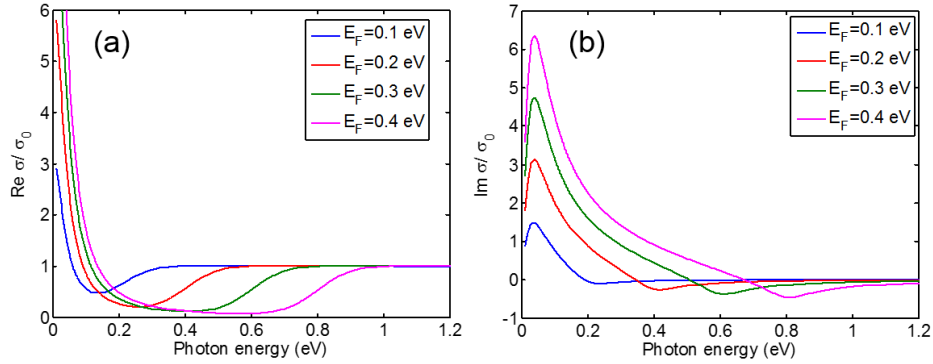 (a)
E_F=0.1 eV
E_F=0.2 eV
E_F=0.3 eV
E_F=0.4 eV
Re σ/ σ_0
6
5
4
3
2
1
0
0 0.2 0.4 0.6 0.8 1 1.2
Photon energy (eV)
(b)
E_F=0.1 eV
E_F=0.2 eV
E_F=0.3 eV
E_F=0.4 eV
Im σ/ σ_0
7
6
5
4
3
2
1
0
-1
0 0.2 0.4 0.6 0.8 1 1.2
Photon energy (eV)